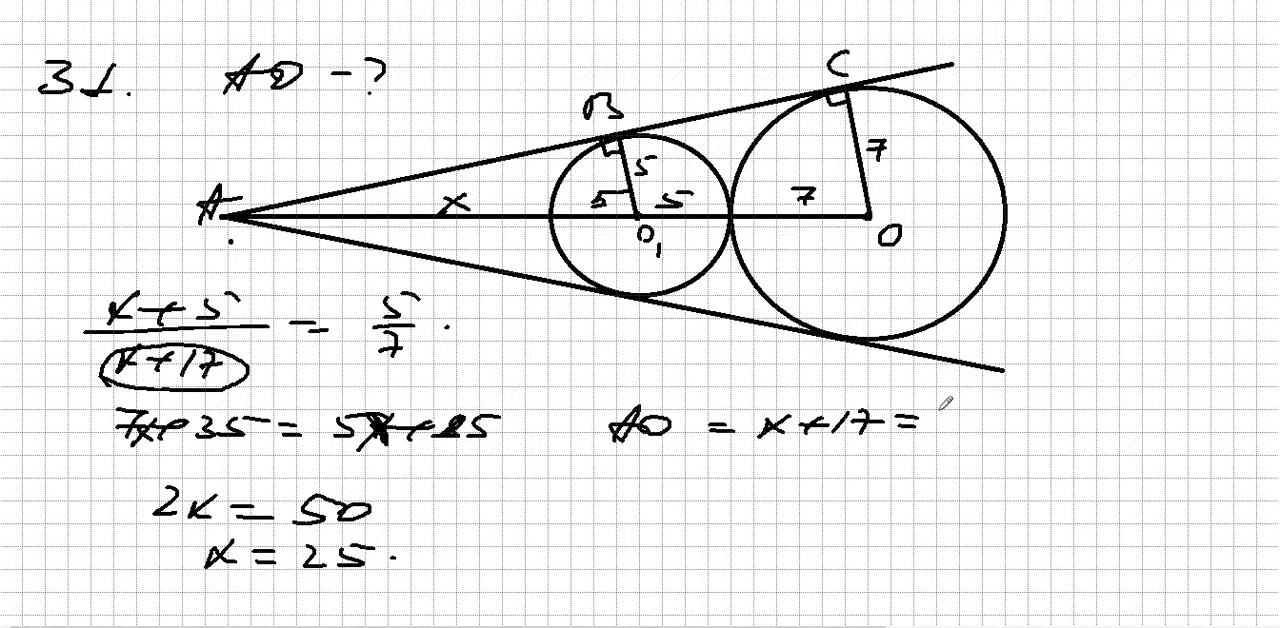 31. AO - ?
C
B
7
5
A x 5 5 7
O₁ O
x + 5 / x + 17 = 5 / 7 .
7x + 35 = 5x + 85
AO = x + 17 =
2x = 50
x = 25 .